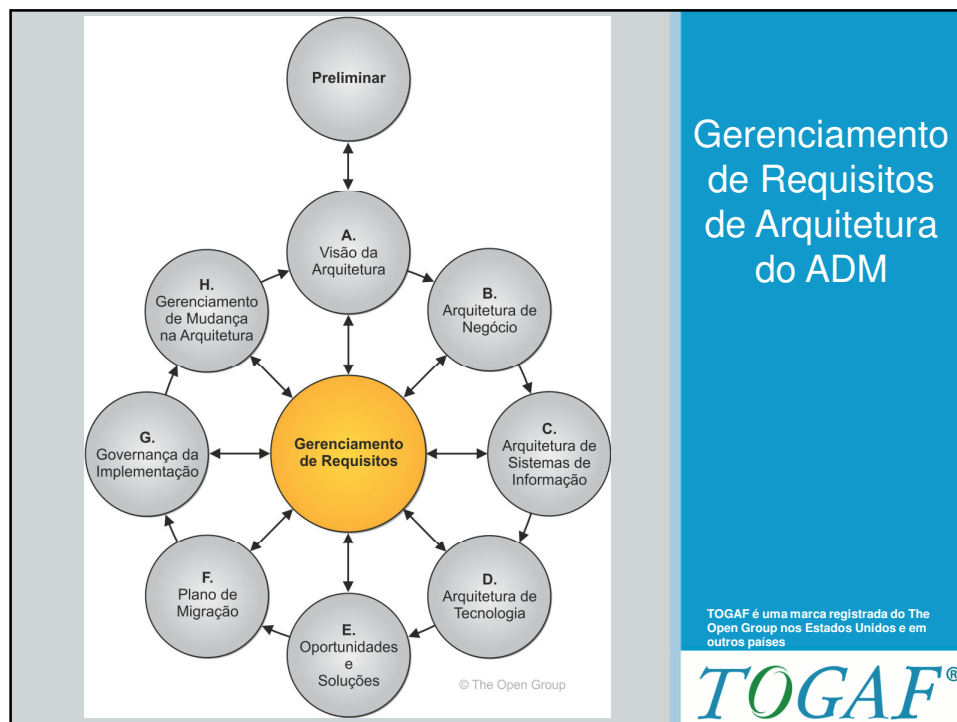 Preliminar
A.
Visão da
Arquitetura
B.
Arquitetura de
Negócio
C.
Arquitetura de
Sistemas de
Informação
D.
Arquitetura de
Tecnologia
E.
Oportunidades
e
Soluções
F.
Plano de
Migração
G.
Governança da
Implementação
H.
Gerenciamento
de Mudança
na Arquitetura
Gerenciamento
de Requisitos
© The Open Group
Gerenciamento
de Requisitos
de Arquitetura
do ADM
TOGAF é uma marca registrada do The
Open Group nos Estados Unidos e em
outros países
TOGAF®